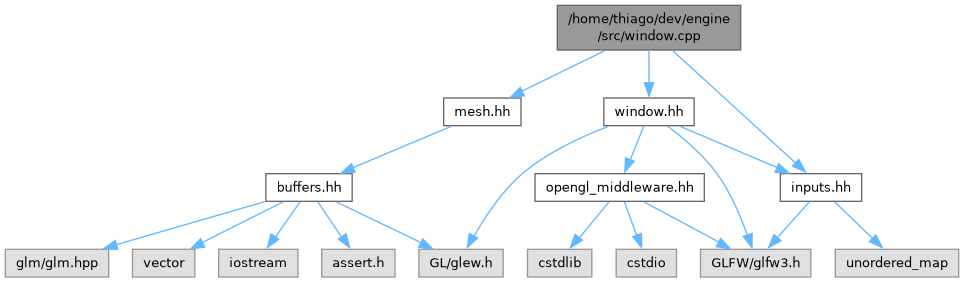 /home/thiago/dev/engine
/src/window.cpp
mesh.hh
window.hh
buffers.hh
opengl_middleware.hh
inputs.hh
glm/glm.hpp
vector
iostream
assert.h
GL/glew.h
cstdlib
cstdio
GLFW/glfw3.h
unordered_map